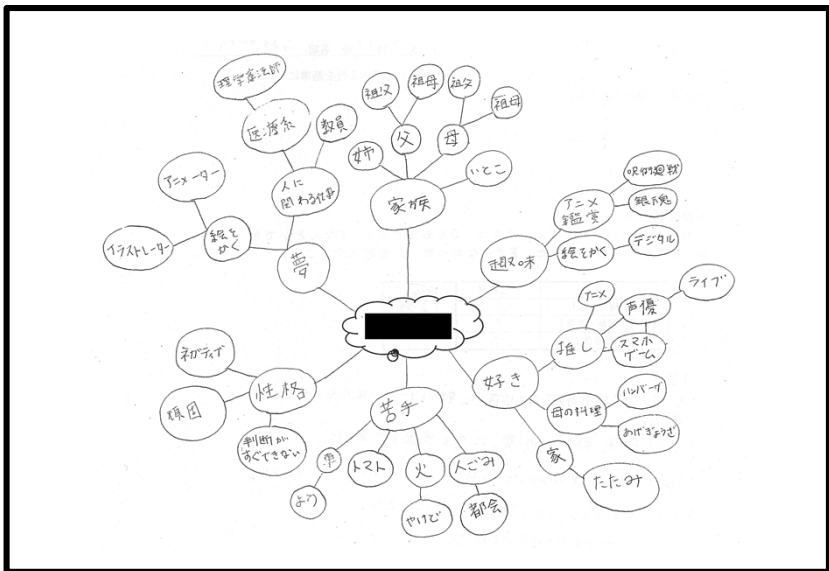 理学療法師
医療系
教員
人に
関わる仕事
アニメーター
イラストレーター
絵を
かく
夢
祖父
祖母
祖父
祖母
父
母
姉
いとこ
家族
呪術廻戦
銀魂
アニメ
鑑賞
絵をかく
デジタル
趣味
アニメ
声優
ライブ
スマホ
ゲーム
推し
好き
母の料理
ハンバーグ
あげぎょうざ
家
たたみ
苦手
車
よう
トマト
火
やけど
人ごみ
都会
性格
ネガティブ
頑固
判断が
すぐできない